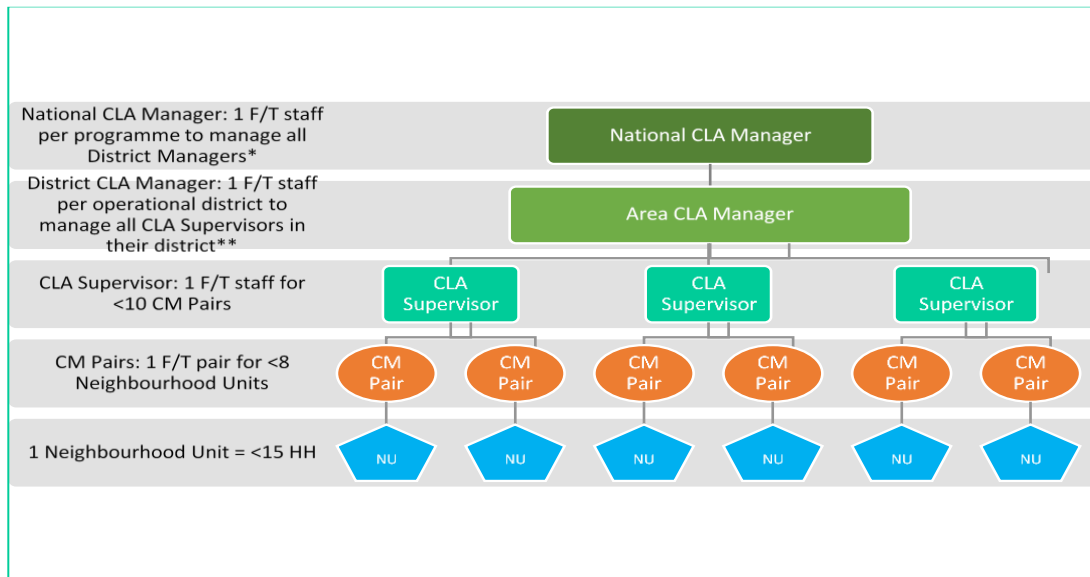 National CLA Manager: 1 F/T staff
per programme to manage all
District Managers*
National CLA Manager
District CLA Manager: 1 F/T staff
per operational district to
manage all CLA Supervisors in
their district**
Area CLA Manager
CLA Supervisor: 1 F/T staff for
<10 CM Pairs
CLA
Supervisor
CLA
Supervisor
CLA
Supervisor
CM Pairs: 1 F/T pair for <8
Neighbourhood Units
CM
Pair
CM
Pair
CM
Pair
CM
Pair
CM
Pair
CM
Pair
1 Neighbourhood Unit = <15 HH
NU
NU
NU
NU
NU
NU